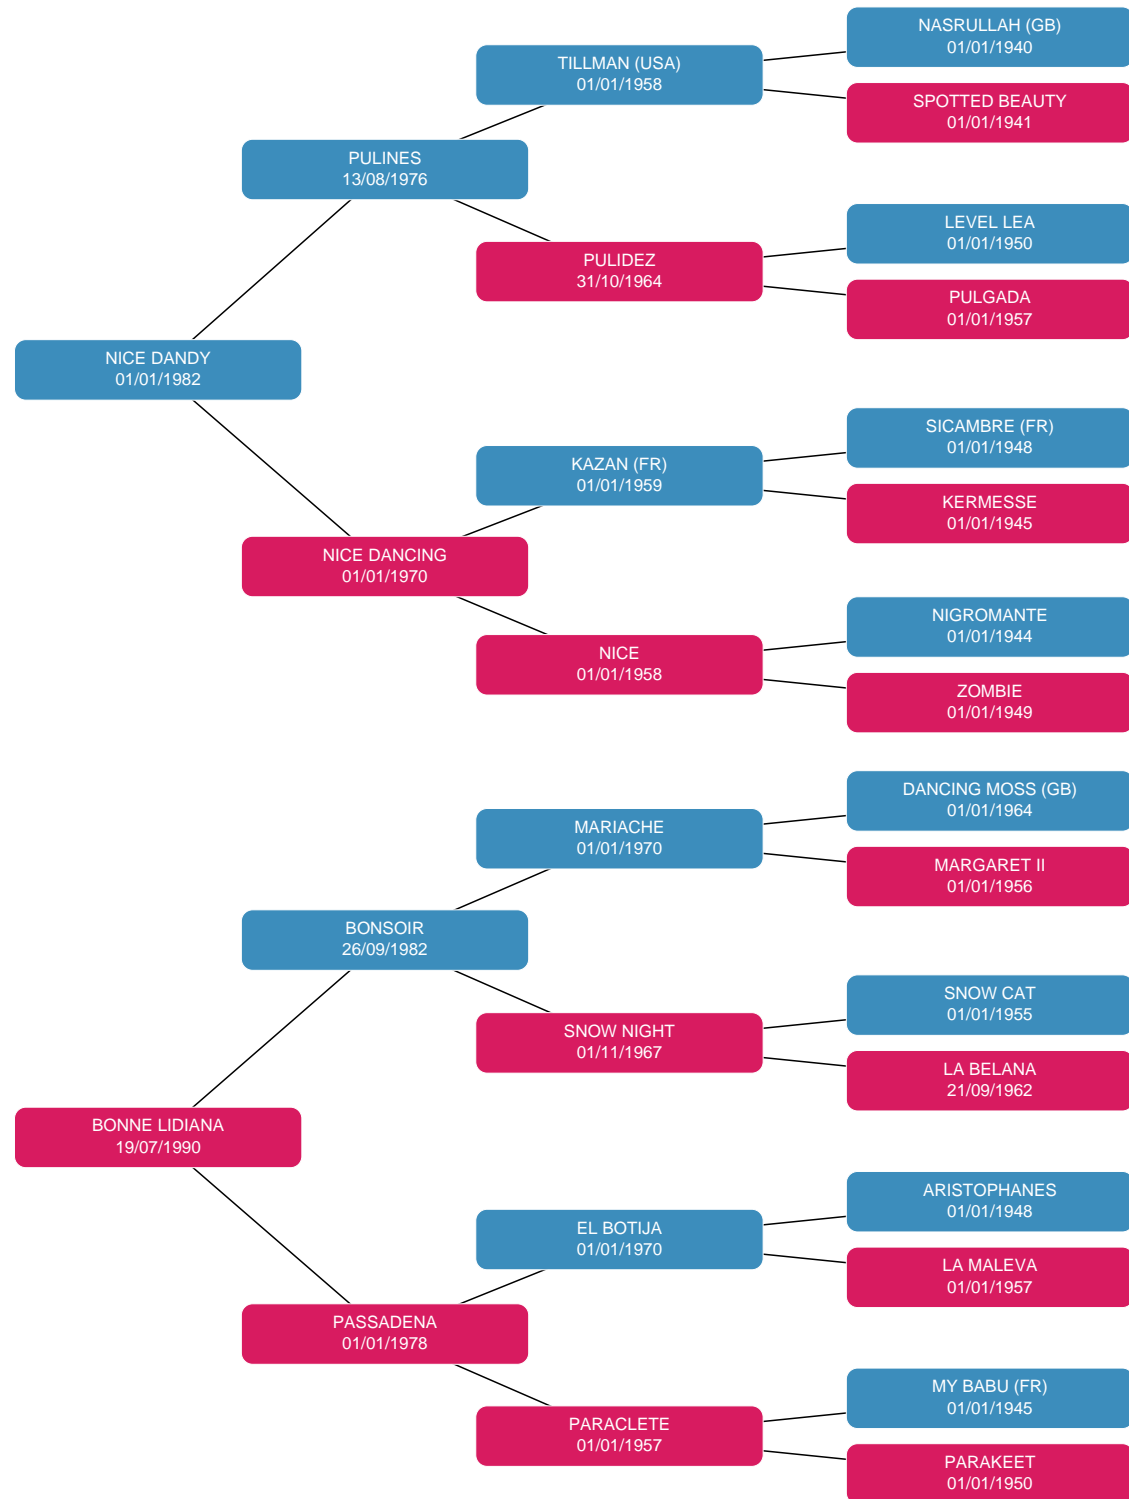 NASRULLAH (GB)
01/01/1940
TILLMAN (USA)
01/01/1958
SPOTTED BEAUTY
01/01/1941
PULINES
13/08/1976
LEVEL LEA
01/01/1950
PULIDEZ
31/10/1964
PULGADA
01/01/1957
NICE DANDY
01/01/1982
SICAMBRE (FR)
01/01/1948
KAZAN (FR)
01/01/1959
KERMESSE
01/01/1945
NICE DANCING
01/01/1970
NIGROMANTE
01/01/1944
NICE
01/01/1958
ZOMBIE
01/01/1949
DANCING MOSS (GB)
01/01/1964
MARIACHE
01/01/1970
MARGARET II
01/01/1956
BONSOIR
26/09/1982
SNOW CAT
01/01/1955
SNOW NIGHT
01/11/1967
LA BELANA
21/09/1962
BONNE LIDIANA
19/07/1990
ARISTOPHANES
01/01/1948
EL BOTIJA
01/01/1970
LA MALEVA
01/01/1957
PASSADENA
01/01/1978
MY BABU (FR)
01/01/1945
PARACLETE
01/01/1957
PARAKEET
01/01/1950